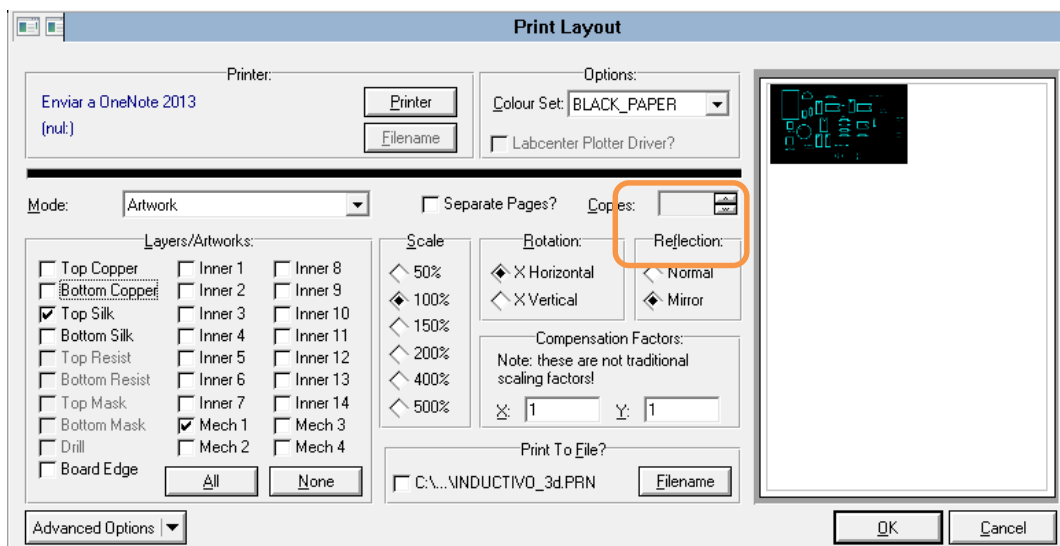 Print Layout
Printer:
Enviar a OneNote 2013
(nul:)
Printer
Filename
Options:
Colour Set: BLACK_PAPER
Labcenter Plotter Driver?
Mode: Artwork
Separate Pages?
Copies:
Layers/Artworks:
Top Copper Inner 1 Inner 8
Bottom Copper Inner 2 Inner 9
Top Silk Inner 3 Inner 10
Bottom Silk Inner 4 Inner 11
Top Resist Inner 5 Inner 12
Bottom Resist Inner 6 Inner 13
Top Mask Inner 7 Inner 14
Bottom Mask Mech 1 Mech 3
Drill Mech 2 Mech 4
Board Edge
All None
Scale
50%
100%
150%
200%
400%
500%
Rotation:
X Horizontal
X Vertical
Reflection:
Normal
Mirror
Compensation Factors:
Note: these are not traditional
scaling factors!
X: 1 Y: 1
Print To File?
C:\...\INDUCTIVO_3d.PRN Filename
Advanced Options
OK
Cancel